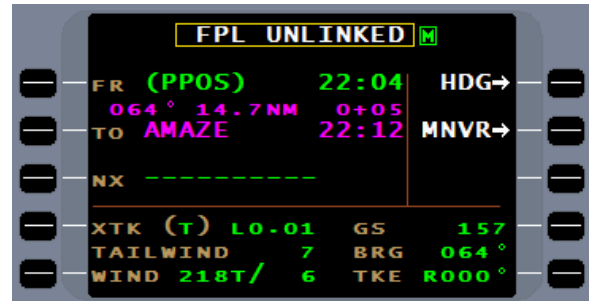 FPL UNLINKED M
FR (PPOS) 22:04 HDG→
064° 14.7NM 0+05
TO AMAZE 22:12 MNVR→
NX ----------
XTK (T) L0.01 GS 157
TAILWIND 7 BRG 064°
WIND 218T/ 6 TKE R000°